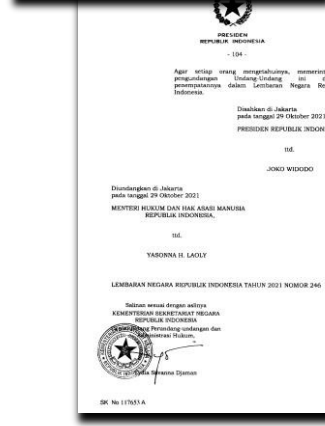 PRESIDEN
REPUBLIK INDONESIA
- 104 -
Agar setiap orang mengetahuinya,
pengundangan Undang-Undang ini
penempatannya dalam Lembaran Negara
Indonesia.
Disahkan di Jakarta
pada tanggal 29 Oktober 2021
PRESIDEN REPUBLIK
ttd.
JOKO WIDODO
Diundangkan di Jakarta
pada tanggal 29 Oktober 2021
MENTERI HUKUM DAN HAK ASASI MANUSIA
REPUBLIK INDONESIA,
ttd.
YASONNA H. LAOLY
LEMBARAN NEGARA REPUBLIK INDONESIA TAHUN 2021 NOMOR 246
Salinan sesuai dengan aslinya
KEMENTERIAN SEKRETARIAT NEGARA
REPUBLIK INDONESIA
Perundang-undangan dan
Administrasi Hukum,
Djaman
SK No 117653 A